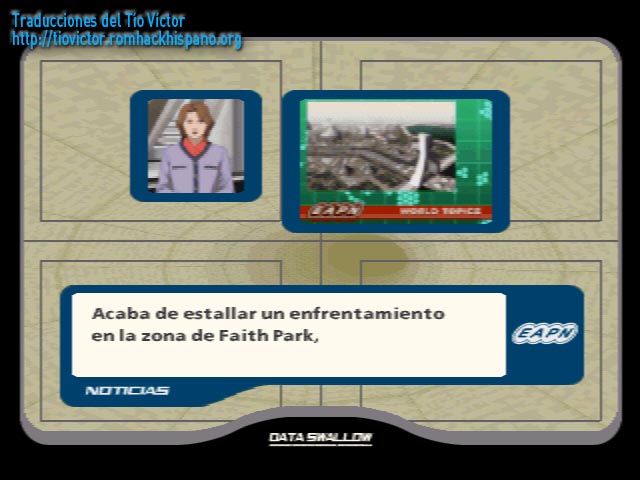 Traducciones del Tio Victor
http://tiovictor.romhackhispano.org
EAPN
WORLD TOPICS
Acaba de estallar un enfrentamiento
en la zona de Faith Park,
EAPN
NOTICIAS
DATA SWALLOW